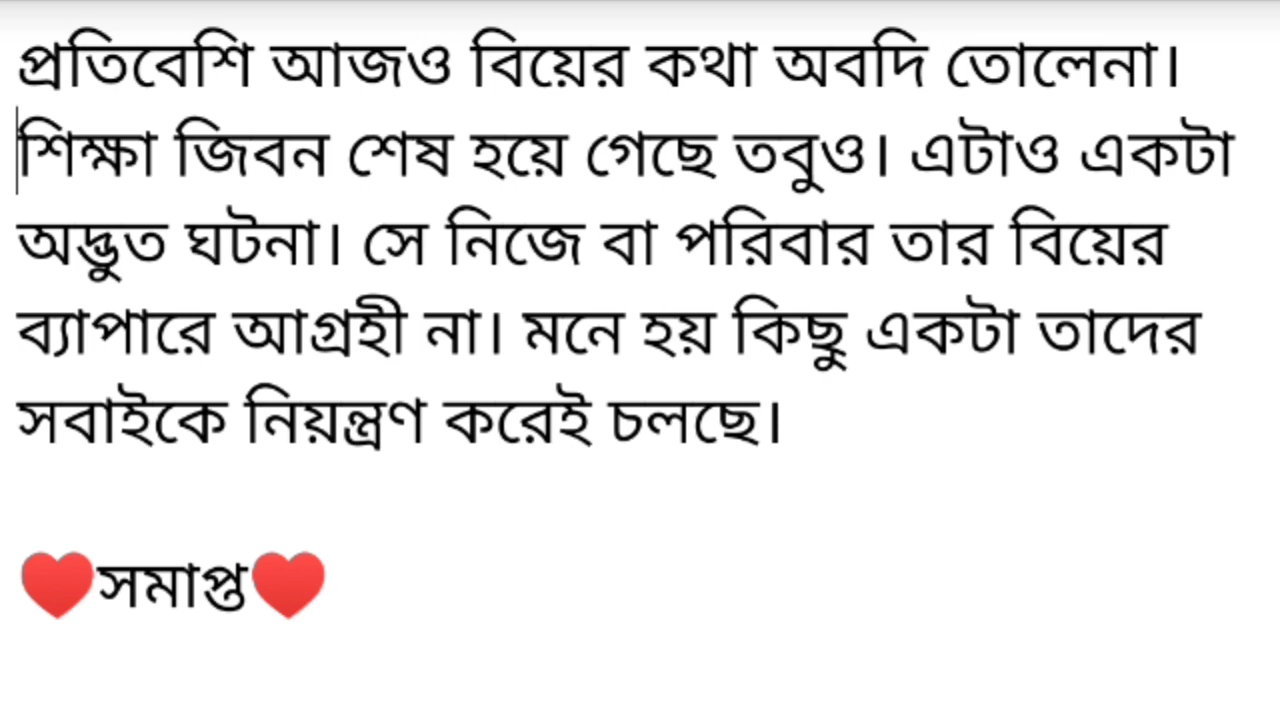 প্রতিবেশি আজও বিয়ের কথা অবদি তোলেনা।
শিক্ষা জিবন শেষ হয়ে গেছে তবুও। এটাও একটা
অদ্ভুত ঘটনা। সে নিজে বা পরিবার তার বিয়ের
ব্যাপারে আগ্রহী না। মনে হয় কিছু একটা তাদের
সবাইকে নিয়ন্ত্রণ করেই চলছে।
♥️সমাপ্ত♥️